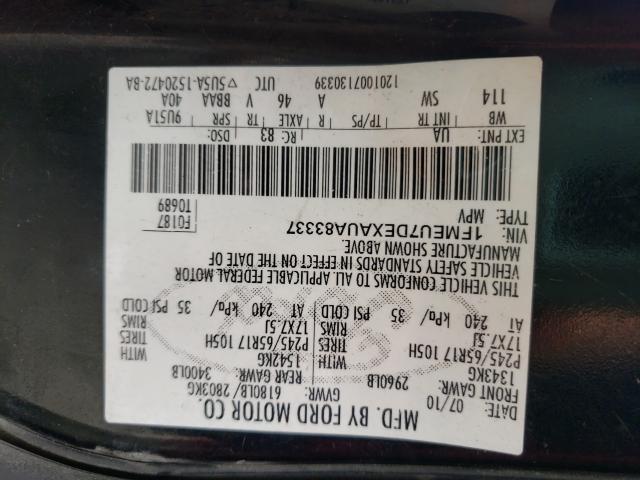 MFD. BY FORD MOTOR CO.
DATE: 07/10 GVWR: 6180LB/ 2803KG
FRONT GAWR: 2960LB REAR GAWR: 3400LB
1343KG WITH 1542KG WITH
P245/65R17 105H TIRES P245/65R17 105H TIRES
17X7.5J RIMS 17X7.5J RIMS
AT 240 kPa/ 35 PSI COLD AT 240 kPa/ 35 PSI COLD
THIS VEHICLE CONFORMS TO ALL APPLICABLE FEDERAL MOTOR
VEHICLE SAFETY STANDARDS IN EFFECT ON THE DATE OF
MANUFACTURE SHOWN ABOVE.
VIN: 1FMEU7DEXAUA83337 F0187
TYPE: MPV T0689
EXT PNT: UA RC: 83 DSO:
WB INT TR TP/PS R AXLE TR SPR 9U51A
114 SW A 46 V BBAA 40A
1201007130339 UTC ▽5U5A-1520472-BA